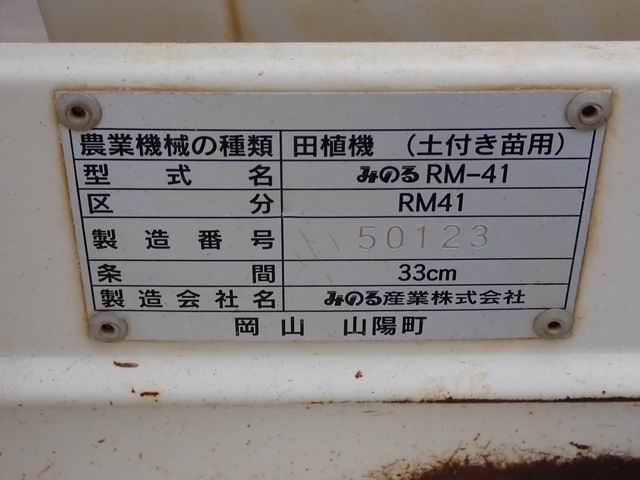 農業機械の種類 田植機 （土付き苗用）
型式名 みのる RM-41
区分 RM41
製造番号 50123
条間 33cm
製造会社名 みのる産業株式会社
岡山 山陽町